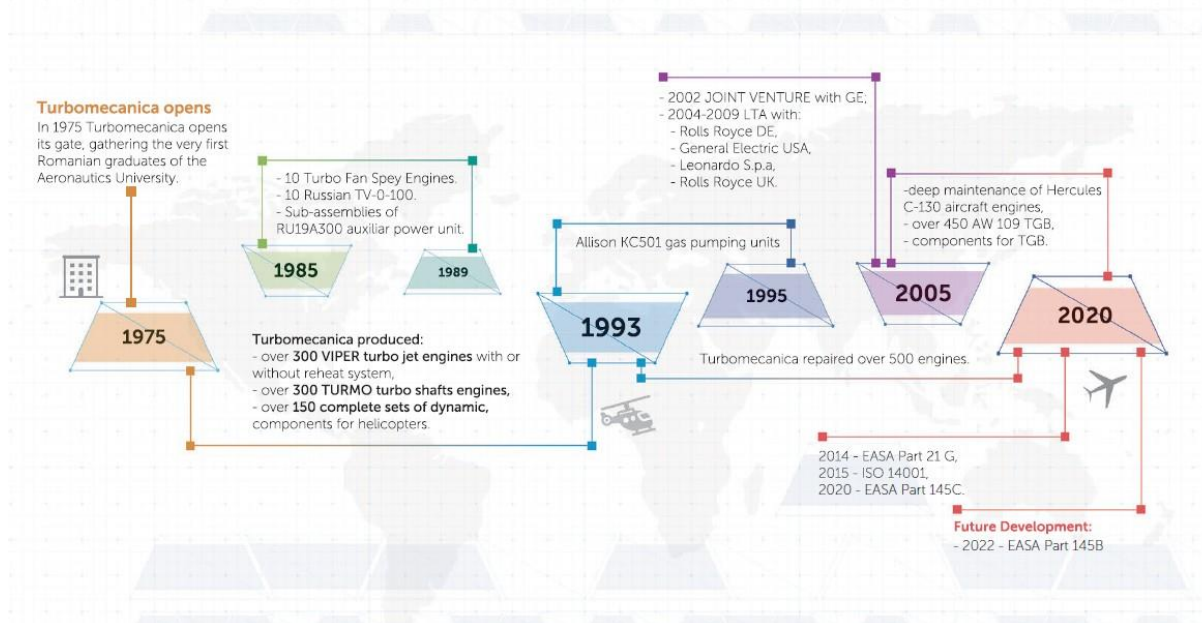 Turbomecanica opens
In 1975 Turbomecanica opens
its gate, gathering the very first
Romanian graduates of the
Aeronautics University.
1975
- 10 Turbo Fan Spey Engines.
- 10 Russian TV-0-100.
- Sub-assemblies of
RU19A300 auxiliar power unit.
1985
1989
Turbomecanica produced:
- over 300 VIPER turbo jet engines with or
without reheat system,
- over 300 TURMO turbo shafts engines,
- over 150 complete sets of dynamic,
components for helicopters.
Allison KC501 gas pumping units
1993
1995
- 2002 JOINT VENTURE with GE;
- 2004-2009 LTA with:
- Rolls Royce DE,
- General Electric USA,
- Leonardo S.p.a,
- Rolls Royce UK.
2005
-deep maintenance of Hercules
C-130 aircraft engines,
- over 450 AW 109 TGB,
- components for TGB.
2020
Turbomecanica repaired over 500 engines.
2014 - EASA Part 21 G,
2015 - ISO 14001,
2020 - EASA Part 145C.
Future Development:
- 2022 - EASA Part 145B